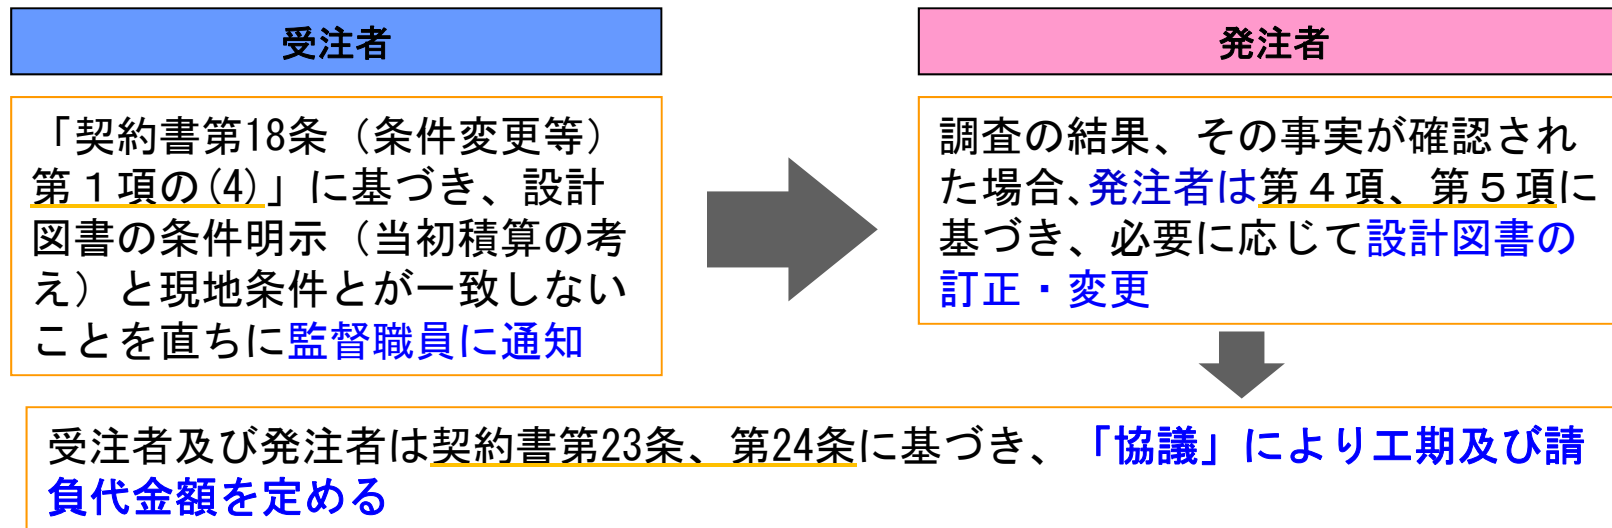 受注者
「契約書第18条（条件変更等）
第１項の(4)」に基づき、設計
図書の条件明示（当初積算の考
え）と現地条件とが一致しない
ことを直ちに監督職員に通知
発注者
調査の結果、その事実が確認され
た場合、発注者は第４項、第５項に
基づき、必要に応じて設計図書の
訂正・変更
受注者及び発注者は契約書第23条、第24条に基づき、「協議」により工期及び請
負代金額を定める